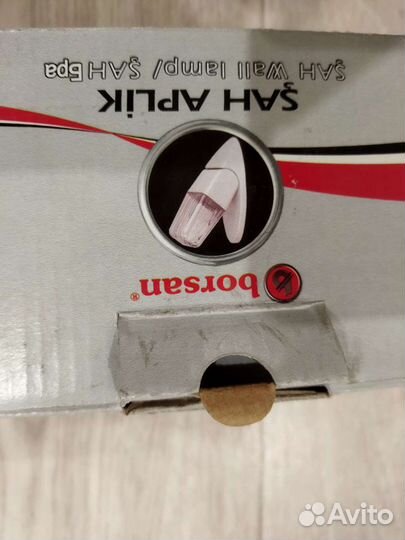 borsan®
ŞAH APLİK
ŞAH Wall lamp/ ŞAH Бра
Avito